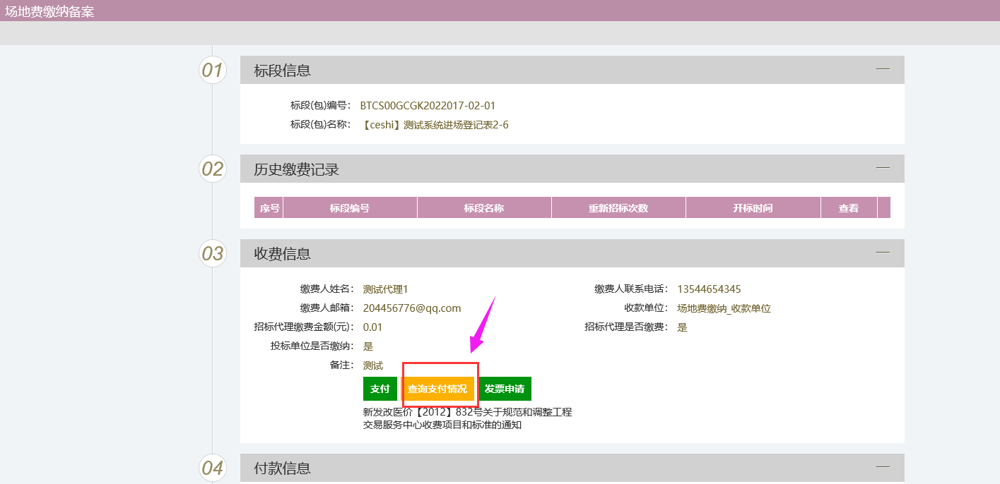 场地费缴纳备案
01 标段信息
标段(包)编号： BTCS00GCGK2022017-02-01
标段(包)名称： 【ceshi】测试系统进场登记表2-6
02 历史缴费记录
序号 标段编号 标段名称 重新招标次数 开标时间 查看
03 收费信息
缴费人姓名： 测试代理1 缴费人联系电话： 13544654345
缴费人邮箱： 204456776@qq.com 收款单位： 场地费缴纳_收款单位
招标代理缴费金额(元)： 0.01 招标代理是否缴费： 是
投标单位是否缴纳： 是
备注： 测试
支付 查询支付情况 发票申请
新发改医价【2012】832号关于规范和调整工程
交易服务中心收费项目和标准的通知
04 付款信息